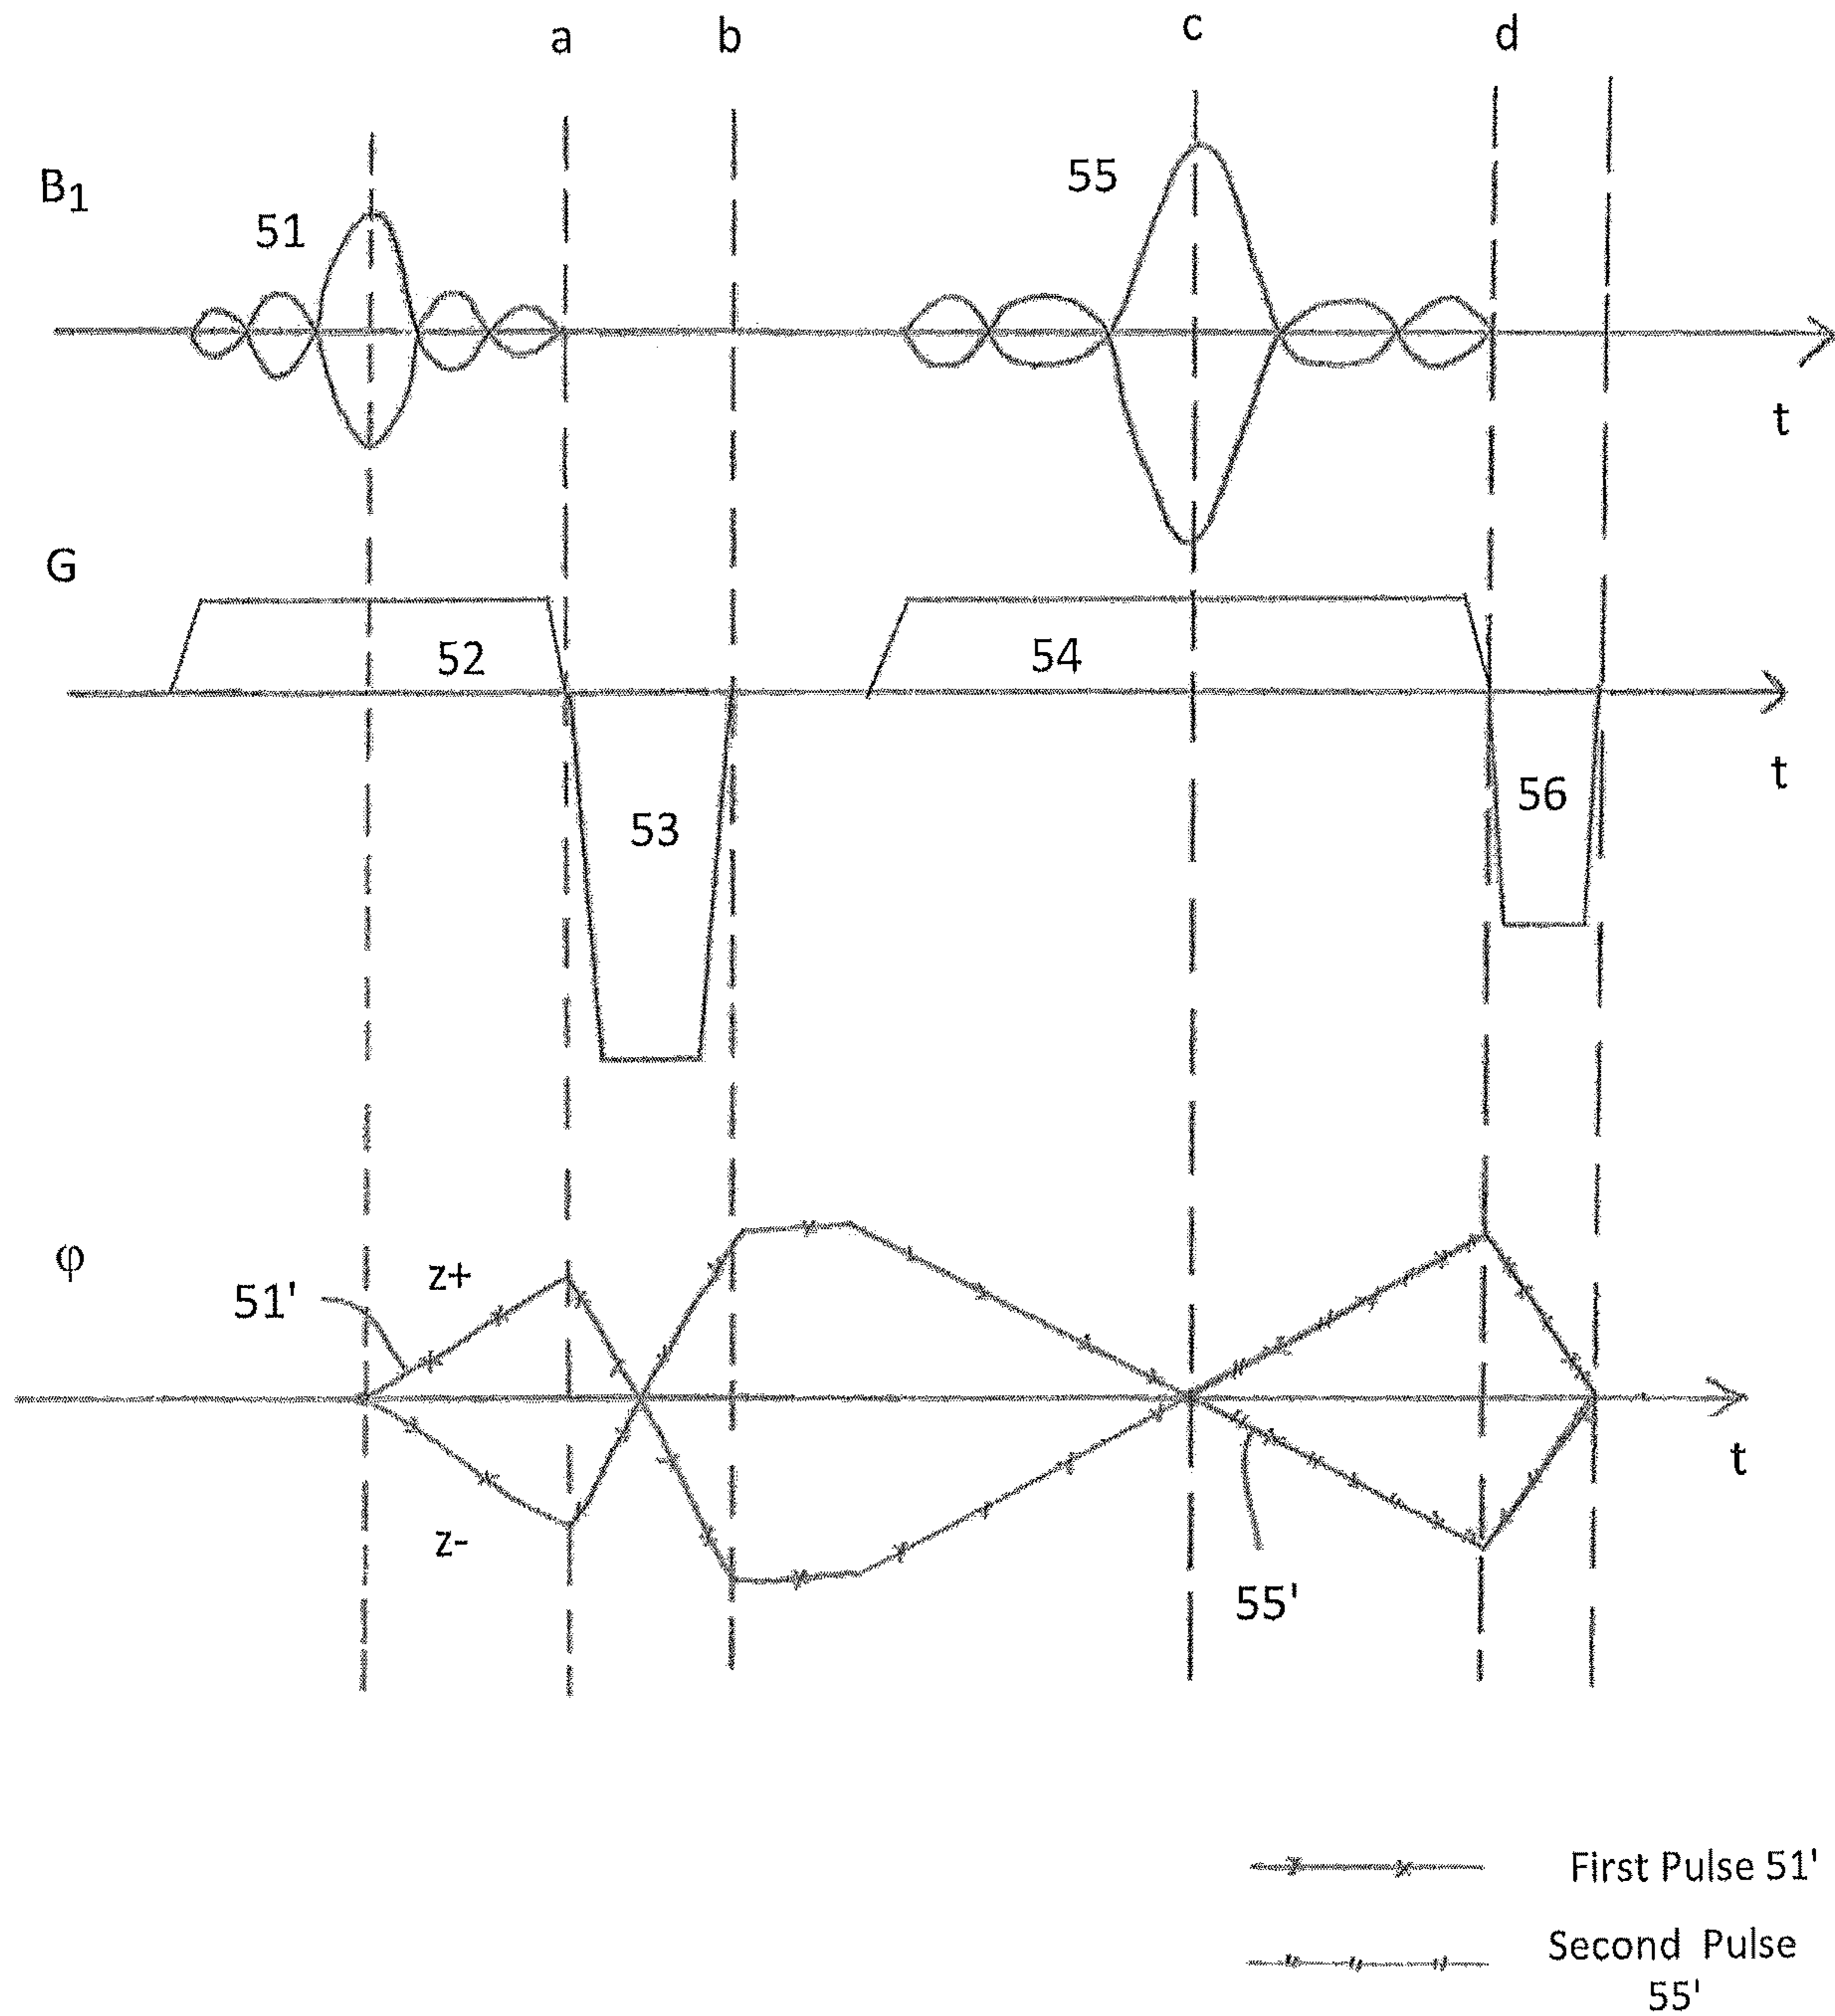 a
b
c
d
B1
51
55
t
G
52
54
t
53
56
φ
z+
51'
z-
t
55'
First Pulse 51'
Second Pulse
55'